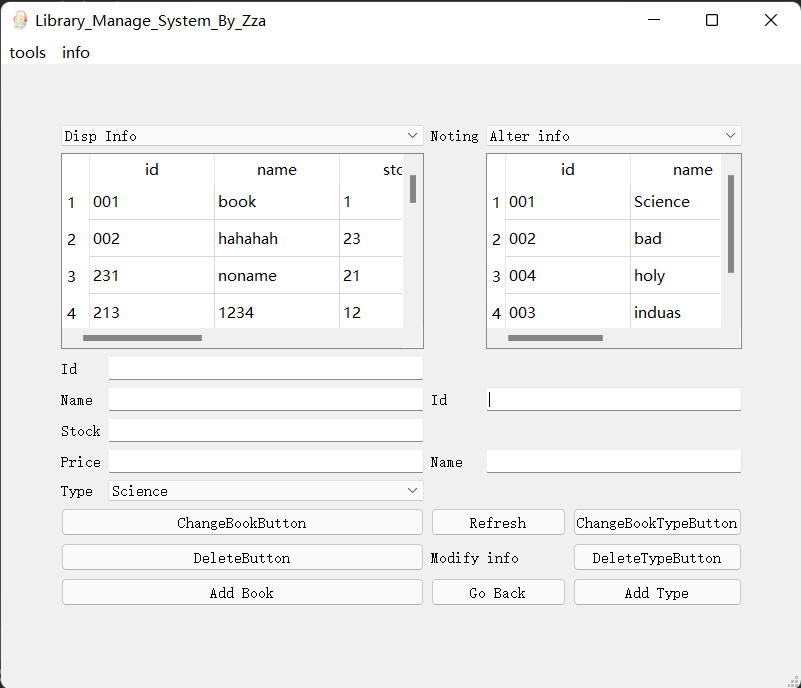 Library_Manage_System_By_Zza
tools info
Disp Info Noting Alter info
id name stc id name
1 001 book 1 1 001 Science
2 002 hahahah 23 2 002 bad
3 231 noname 21 3 004 holy
4 213 1234 12 4 003 induas
Id
Name Id
Stock
Price Name
Type Science
ChangeBookButton Refresh ChangeBookTypeButton
DeleteButton Modify info DeleteTypeButton
Add Book Go Back Add Type